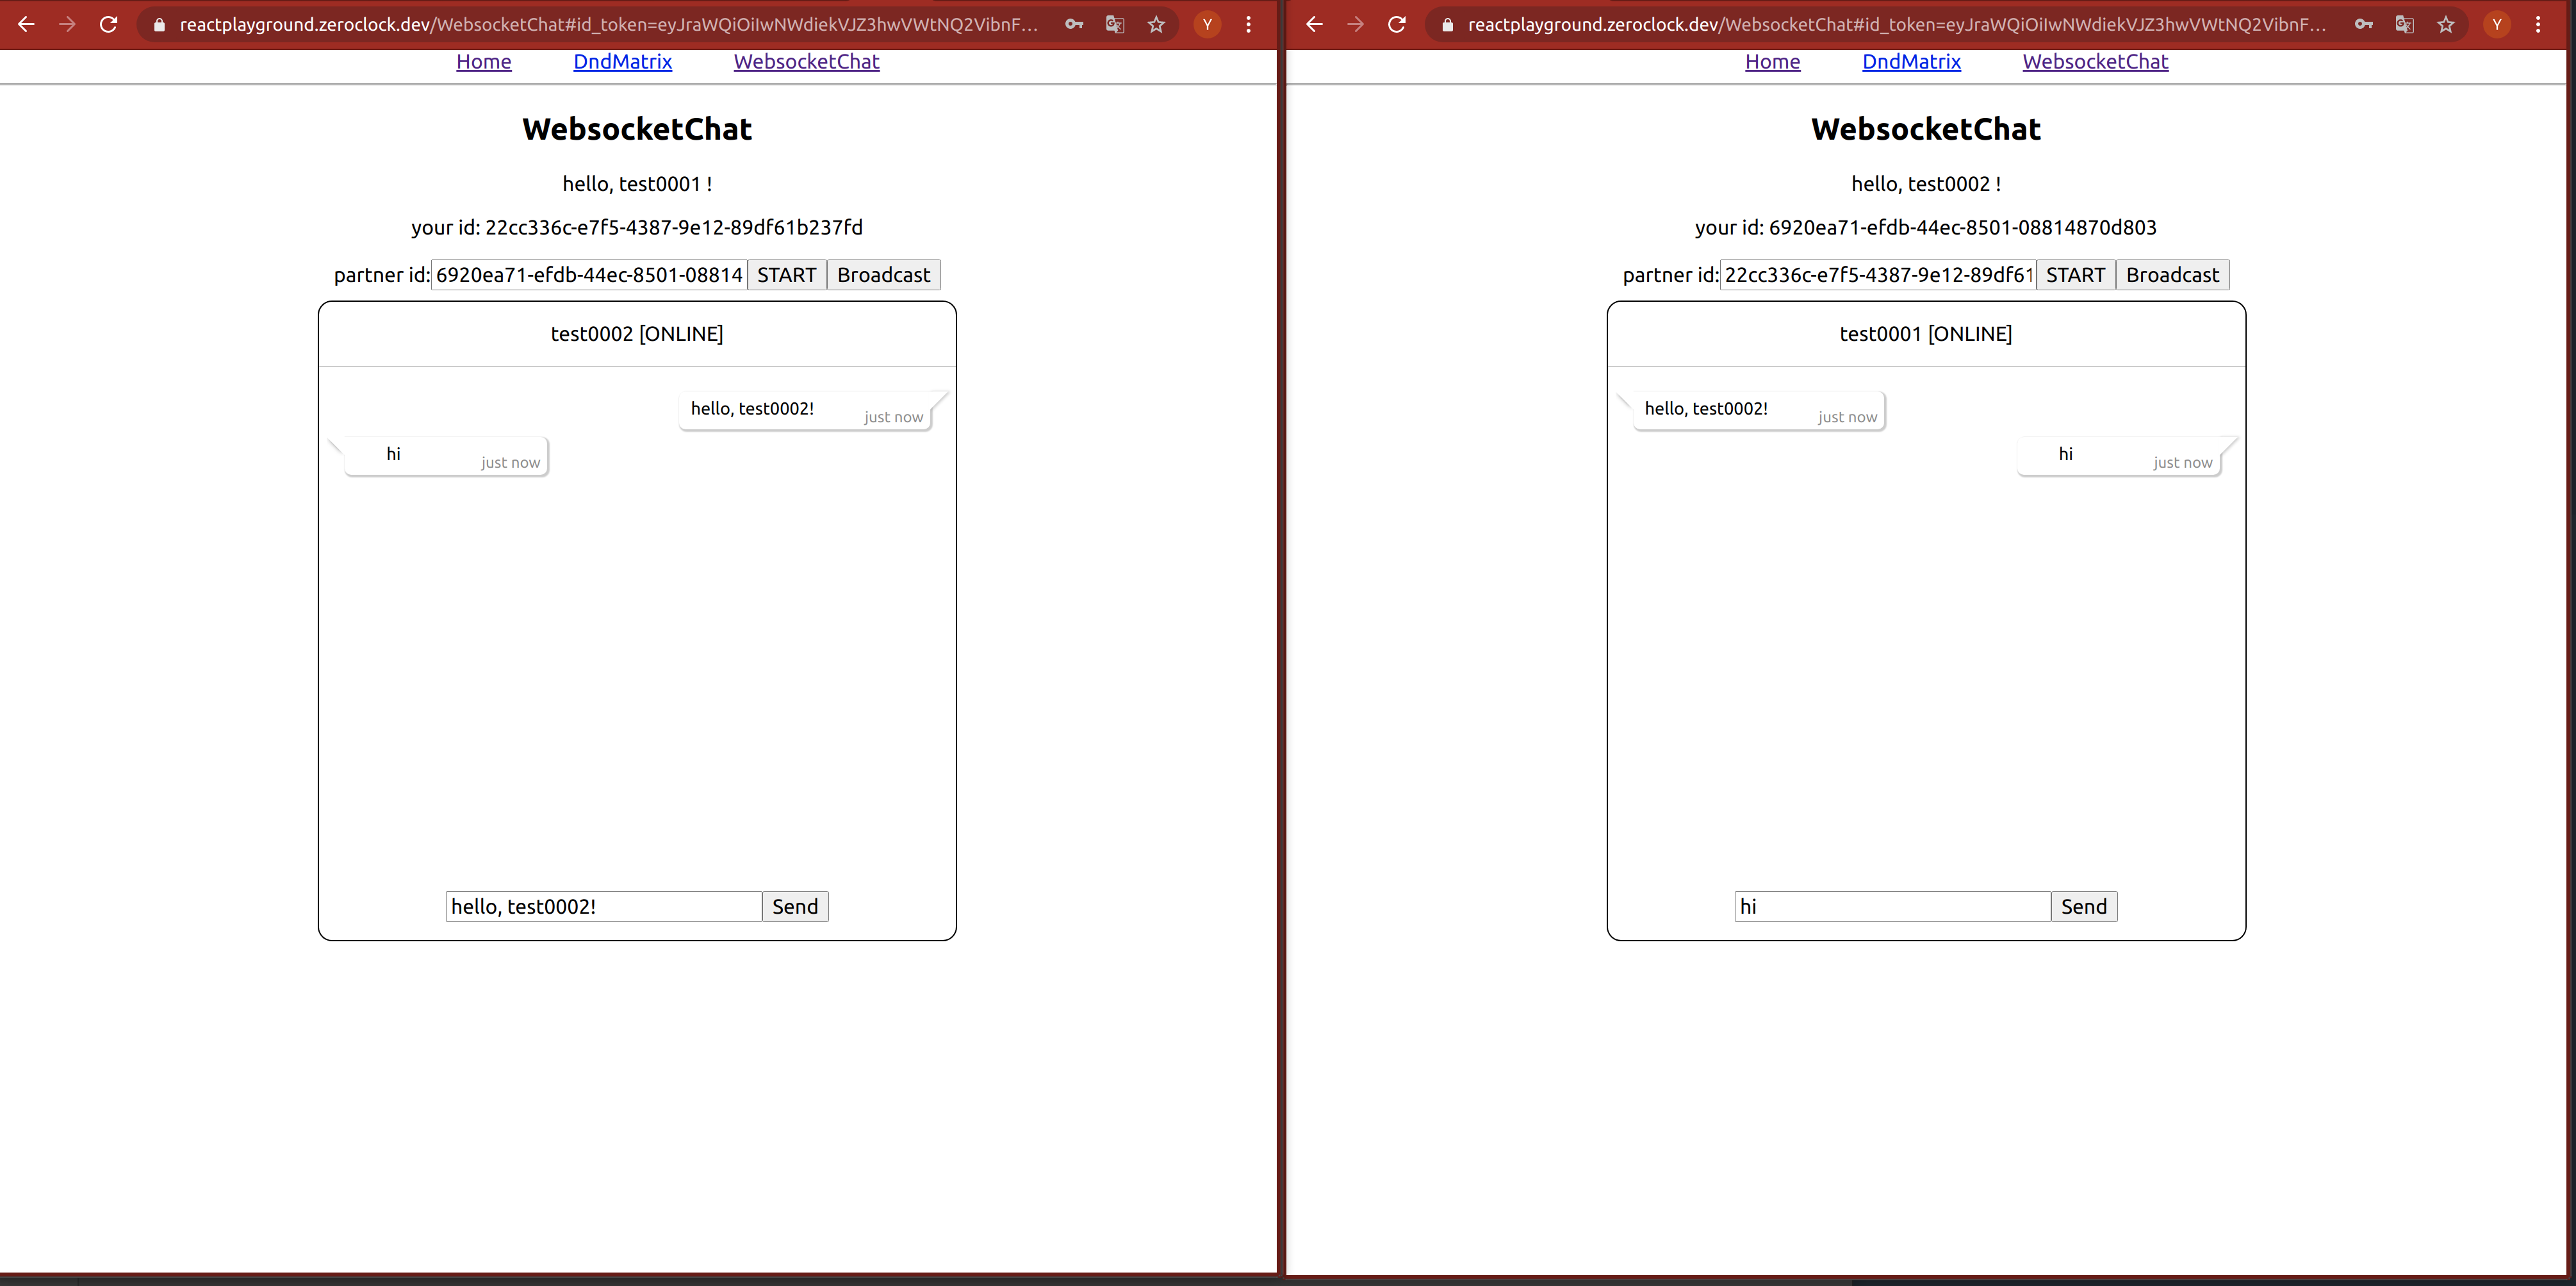 reactplayground.zeroclock.dev/WebsocketChat#id_token=eyJraWQiOiIwNWdiekVJZ3hwVWtNQ2VibnF...
Y
Home DndMatrix WebsocketChat
WebsocketChat
hello, test0001 !
your id: 22cc336c-e7f5-4387-9e12-89df61b237fd
partner id: 6920ea71-efdb-44ec-8501-08814 START Broadcast
test0002 [ONLINE]
hello, test0002! just now
hi just now
hello, test0002! Send
reactplayground.zeroclock.dev/WebsocketChat#id_token=eyJraWQiOiIwNWdiekVJZ3hwVWtNQ2VibnF...
Y
Home DndMatrix WebsocketChat
WebsocketChat
hello, test0002 !
your id: 6920ea71-efdb-44ec-8501-08814870d803
partner id: 22cc336c-e7f5-4387-9e12-89df61 START Broadcast
test0001 [ONLINE]
hello, test0002! just now
hi just now
hi Send